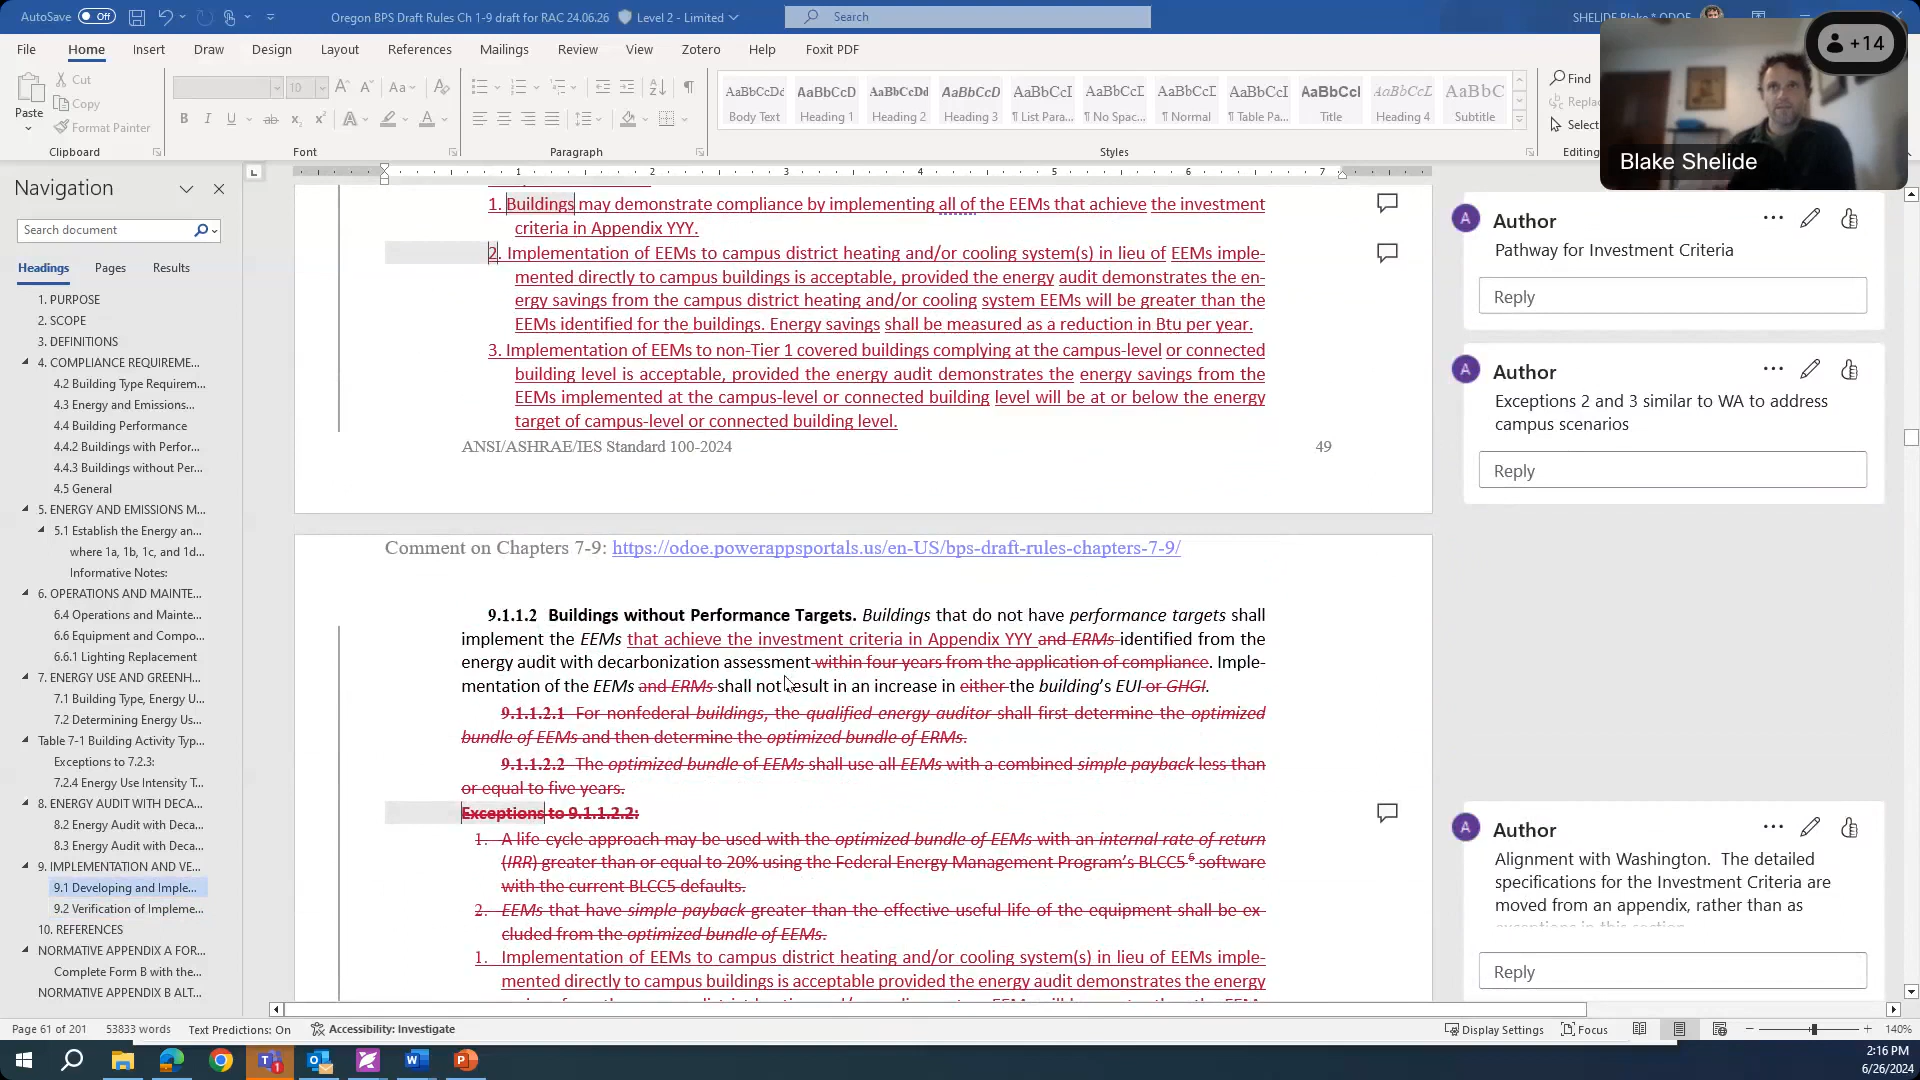 AutoSave Off
Oregon BPS Draft Rules Ch 1-9 draft for RAC 24.06.26
Level 2 - Limited
Search
SHELIDE Blake * ODOE
+14
File Home Insert Draw Design Layout References Mailings Review View Zotero Help Foxit PDF
Paste
Cut
Copy
Format Painter
10
AaBbCcDd AaBbCcD AaBbCcDd AaBbCcD AaBbCcI AaBbCcI AaBbCcI AaBbCcI AaBbCcI AaBbCcD AaBbC
Body Text Heading 1 Heading 2 Heading 3 ¶ List Para... ¶ No Spac... ¶ Normal ¶ Table Pa... Title Heading 4 Subtitle
Find
Replac
Select
Clipboard Font Paragraph Styles Editing
Blake Shelide
Navigation
Search document
Headings Pages Results
1. PURPOSE
2. SCOPE
3. DEFINITIONS
4. COMPLIANCE REQUIREME...
4.2 Building Type Requirem...
4.3 Energy and Emissions...
4.4 Building Performance
4.4.2 Buildings with Perfor...
4.4.3 Buildings without Per...
4.5 General
5. ENERGY AND EMISSIONS M...
5.1 Establish the Energy an...
where 1a, 1b, 1c, and 1d...
Informative Notes:
6. OPERATIONS AND MAINTE...
6.4 Operations and Mainte...
6.6 Equipment and Compo...
6.6.1 Lighting Replacement
7. ENERGY USE AND GREENH...
7.1 Building Type, Energy U...
7.2 Determining Energy Us...
Table 7-1 Building Activity Typ...
Exceptions to 7.2.3:
7.2.4 Energy Use Intensity T...
8. ENERGY AUDIT WITH DECA...
8.2 Energy Audit with Deca...
8.3 Energy Audit with Deca...
9. IMPLEMENTATION AND VE...
9.1 Developing and Imple...
9.2 Verification of Impleme...
10. REFERENCES
NORMATIVE APPENDIX A FOR...
Complete Form B with the...
NORMATIVE APPENDIX B ALT...
1 2 3 4 5 6 7
1. Buildings may demonstrate compliance by implementing all of the EEMs that achieve the investment
criteria in Appendix YYY.
2. Implementation of EEMs to campus district heating and/or cooling system(s) in lieu of EEMs imple-
mented directly to campus buildings is acceptable, provided the energy audit demonstrates the en-
ergy savings from the campus district heating and/or cooling system EEMs will be greater than the
EEMs identified for the buildings. Energy savings shall be measured as a reduction in Btu per year.
3. Implementation of EEMs to non-Tier 1 covered buildings complying at the campus-level or connected
building level is acceptable, provided the energy audit demonstrates the energy savings from the
EEMs implemented at the campus-level or connected building level will be at or below the energy
target of campus-level or connected building level.
ANSI/ASHRAE/IES Standard 100-2024 49
Comment on Chapters 7-9: https://odoe.powerappsportals.us/en-US/bps-draft-rules-chapters-7-9/
9.1.1.2 Buildings without Performance Targets. Buildings that do not have performance targets shall
implement the EEMs that achieve the investment criteria in Appendix YYY and ERMs identified from the
energy audit with decarbonization assessment within four years from the application of compliance. Imple-
mentation of the EEMs and ERMs shall not result in an increase in either the building's EUI or GHGI.
9.1.1.2.1 For nonfederal buildings, the qualified energy auditor shall first determine the optimized
bundle of EEMs and then determine the optimized bundle of ERMs.
9.1.1.2.2 The optimized bundle of EEMs shall use all EEMs with a combined simple payback less than
or equal to five years.
Exceptions to 9.1.1.2.2:
1. A life cycle approach may be used with the optimized bundle of EEMs with an internal rate of return
(IRR) greater than or equal to 20% using the Federal Energy Management Program's BLCC5 6 software
with the current BLCC5 defaults.
2. EEMs that have simple payback greater than the effective useful life of the equipment shall be ex-
cluded from the optimized bundle of EEMs.
1. Implementation of EEMs to campus district heating and/or cooling system(s) in lieu of EEMs imple-
mented directly to campus buildings is acceptable provided the energy audit demonstrates the energy
A Author
Pathway for Investment Criteria
Reply
A Author
Exceptions 2 and 3 similar to WA to address
campus scenarios
Reply
A Author
Alignment with Washington. The detailed
specifications for the Investment Criteria are
moved from an appendix, rather than as
exceptions in this section.
Reply
Page 61 of 201 53833 words Text Predictions: On Accessibility: Investigate
Display Settings Focus 140%
2:16 PM
6/26/2024